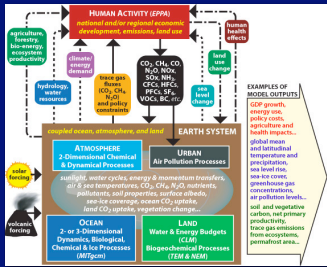 HUMAN ACTIVITY (EPPA)
national and/or regional economic
development, emissions, land use
agriculture,
forestry,
bio-energy,
ecosystem
productivity
hydrology,
water
resources
climate/
energy
demand
trace gas
fluxes
(CO2, CH4,
N2O)
and policy
constraints
CO2, CH4, CO,
N2O, NOx,
SOx, NH3,
CFCs, HFCs,
PFCs, SF6,
VOCs, BC, etc.
sea
level
change
land
use
change
human
health
effects
coupled ocean, atmosphere, and land
EARTH SYSTEM
ATMOSPHERE
2-Dimensional Chemical
& Dynamical Processes
URBAN
Air Pollution Processes
solar
forcing
volcanic
forcing
sunlight, water cycles, energy & momentum transfers,
air & sea temperatures, CO2, CH4, N2O, nutrients,
pollutants, soil properties, surface albedo,
sea-ice coverage, ocean CO2 uptake,
land CO2 uptake, vegetation change...
OCEAN
2- or 3-Dimensional
Dynamics, Biological,
Chemical & Ice Processes
(MITgcm)
LAND
Water & Energy Budgets
(CLM)
Biogeochemical Processes
(TEM & NEM)
EXAMPLES OF
MODEL OUTPUTS
GDP growth,
energy use,
policy costs,
agriculture and
health impacts...
global mean
and latitudinal
temperature and
precipitation,
sea level rise,
sea-ice cover,
greenhouse gas
concentrations,
air pollution levels...
soil and vegetative
carbon, net primary
productivity,
trace gas emissions
from ecosystems,
permafrost area...